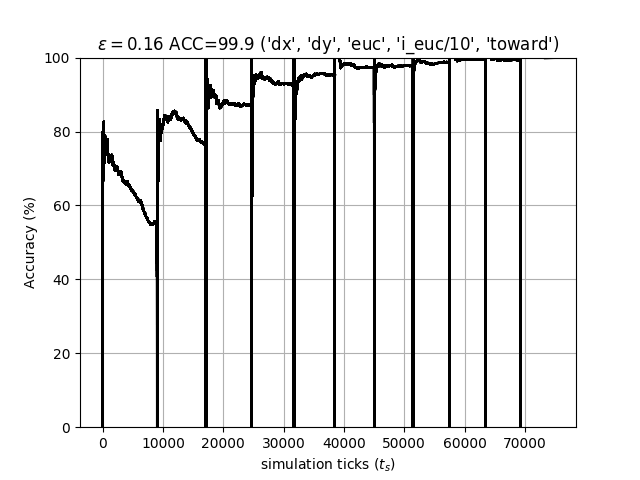 ε = 0.16 ACC=99.9 ('dx', 'dy', 'euc', 'i_euc/10', 'toward')
100
80
60
40
20
0
Accuracy (%)
0 10000 20000 30000 40000 50000 60000 70000
simulation ticks (tₛ)